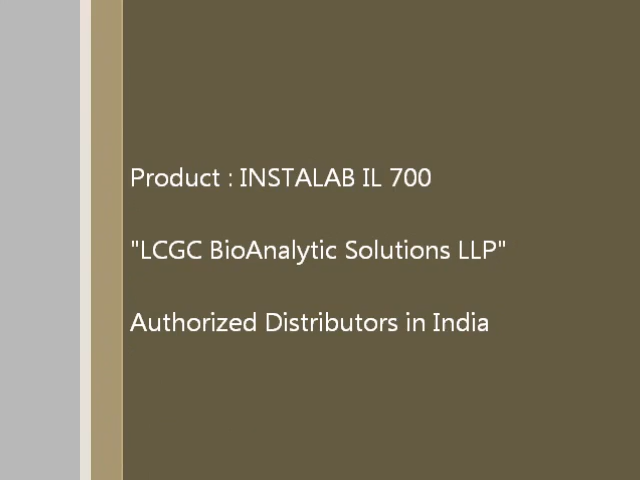 Product : INSTALAB IL 700
"LCGC BioAnalytic Solutions LLP"
Authorized Distributors in India